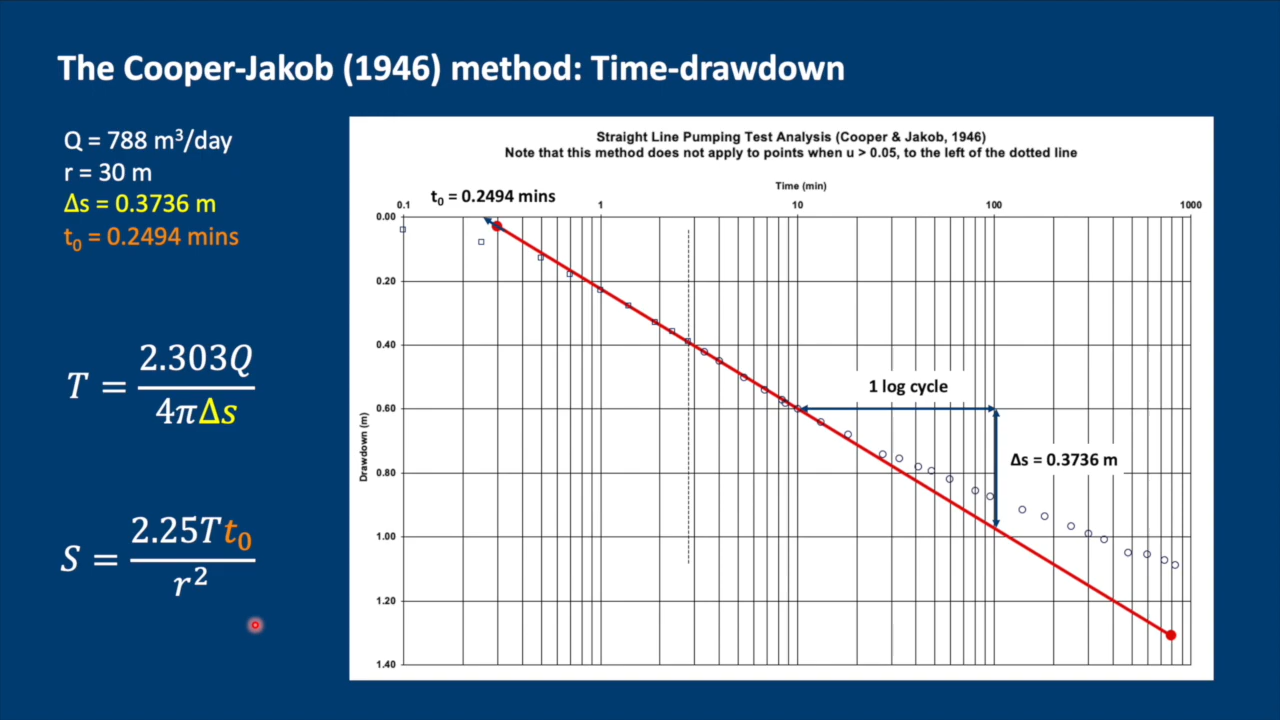 The Cooper-Jakob (1946) method: Time-drawdown
Q = 788 m³/day
r = 30 m
Δs = 0.3736 m
t₀ = 0.2494 mins
T = 2.303Q / 4πΔs
S = 2.25Tt₀ / r²
Straight Line Pumping Test Analysis (Cooper & Jakob, 1946)
Note that this method does not apply to points when u > 0.05, to the left of the dotted line
Time (min)
t₀ = 0.2494 mins
0.1 1 10 100 1000
0.00
0.20
0.40
0.60
0.80
1.00
1.20
1.40
Drawdown (m)
1 log cycle
Δs = 0.3736 m